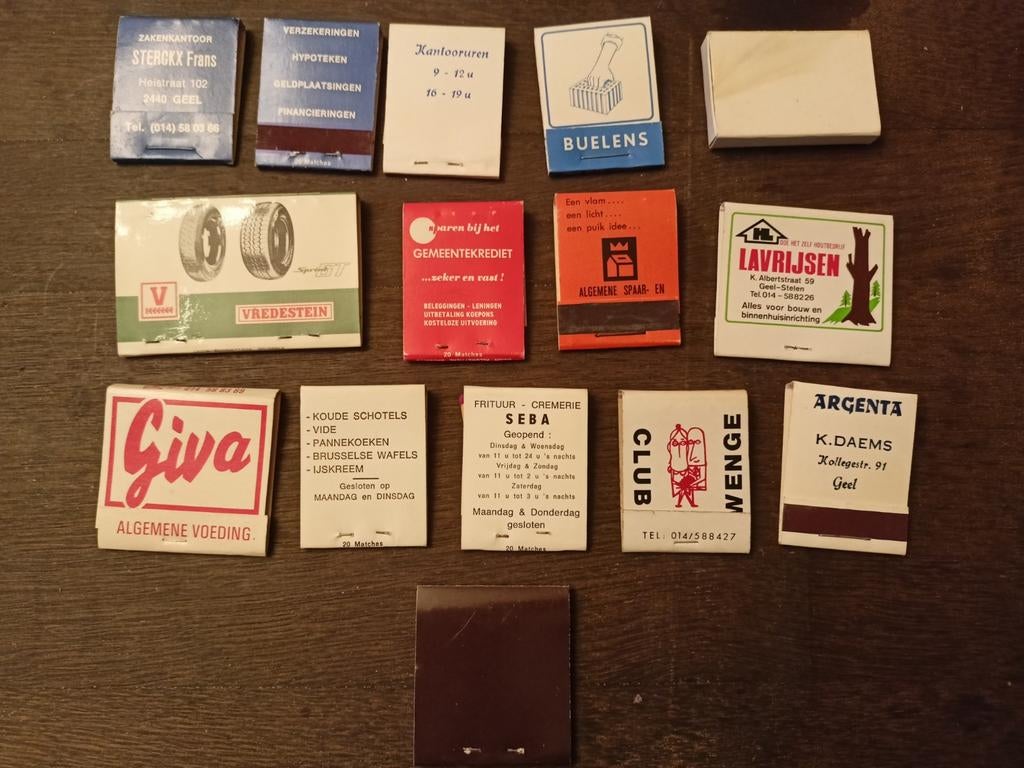 ZAKENKANTOOR
STERCKX Frans
Heistraat 102
2440 GEEL
Tel. (014) 58 03 66
VERZEKERINGEN
HYPOTEKEN
GELDPLAATSINGEN
FINANCIERINGEN
20 Matches
Kantooruren
9 - 12 u
16 - 19 u
BUELENS
Sprint GT
V
VREDESTEIN
sparen bij het
GEMEENTEKREDIET
...zeker en vast!
BELEGGINGEN - LENINGEN
UITBETALING KOEPONS
KOSTELOZE UITVOERING
20 Matches
Een vlam....
een licht....
een puik idee...
ALGEMENE SPAAR- EN
HL
DOE HET ZELF HOUTBEDRIJF
LAVRIJSEN
K. Albertstraat 59
Geel-Stelen
Tel. 014 - 588226
Alles voor bouw en
binnenhuisinrichting
Giva
ALGEMENE VOEDING.
- KOUDE SCHOTELS
- VIDE
- PANNEKOEKEN
- BRUSSELSE WAFELS
- IJSKREEM
Gesloten op
MAANDAG en DINSDAG
20 Matches
FRITUUR - CREMERIE
SEBA
Geopend :
Dinsdag & Woensdag
van 11 u tot 24 u 's nachts
Vrijdag & Zondag
van 11 u tot 2 u 's nachts
Zaterdag
van 11 u tot 3 u 's nachts
Maandag & Donderdag
gesloten
20 Matches
CLUB
WENGE
TEL: 014/588427
ARGENTA
K.DAEMS
Kollegestr. 91
Geel